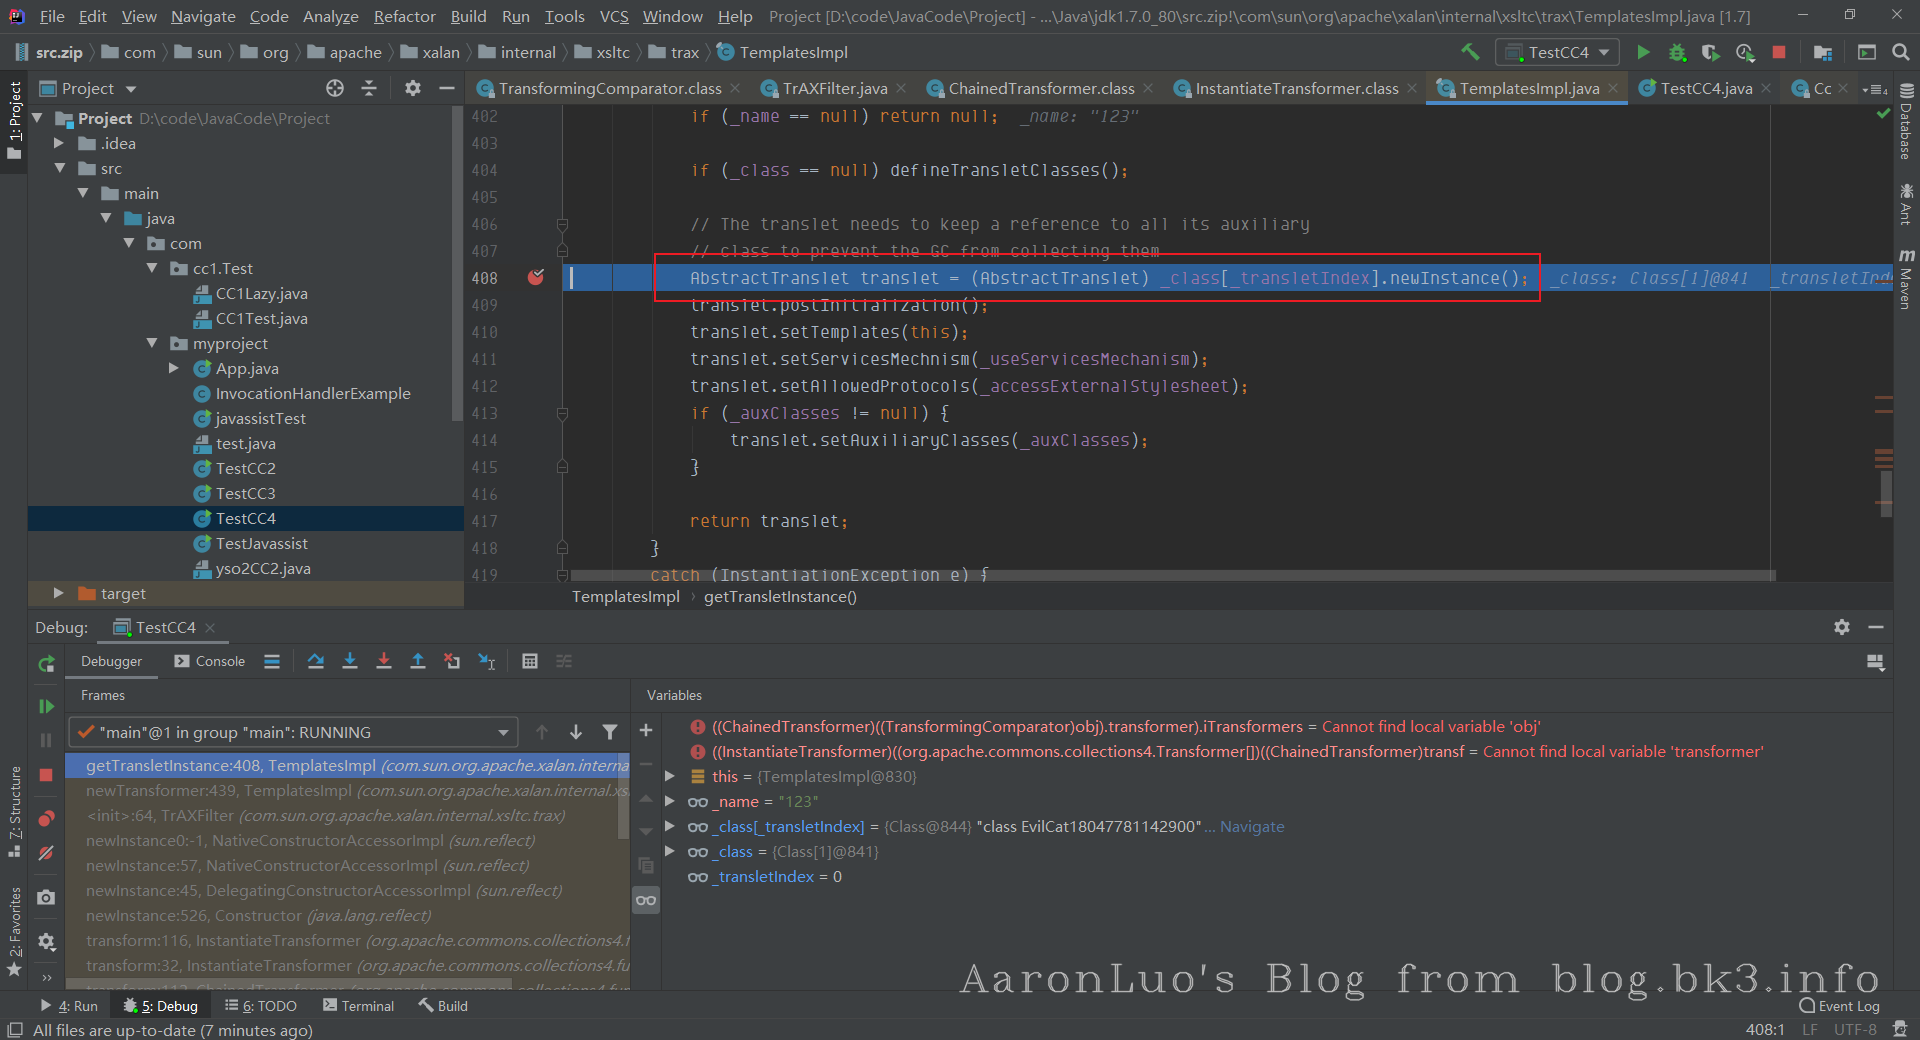 File Edit View Navigate Code Analyze Refactor Build Run Tools VCS Window Help Project [D:\code\JavaCode\Project] - ...\Java\jdk1.7.0_80\src.zip!\com\sun\org\apache\xalan\internal\xsltc\trax\TemplatesImpl.java [1.7]
src.zip com sun org apache xalan internal xsltc trax TemplatesImpl TestCC4
Project
TransformingComparator.class TrAXFilter.java ChainedTransformer.class InstantiateTransformer.class TemplatesImpl.java TestCC4.java Cc
1: Project
Project D:\code\JavaCode\Project
.idea
src
main
java
com
cc1.Test
CC1Lazy.java
CC1Test.java
myproject
App.java
InvocationHandlerExample
javassistTest
test.java
TestCC2
TestCC3
TestCC4
TestJavassist
yso2CC2.java
target
402 if (_name == null) return null; _name: "123"
403
404 if (_class == null) defineTransletClasses();
405
406 // The translet needs to keep a reference to all its auxiliary
407 // class to prevent the GC from collecting them
408 AbstractTranslet translet = (AbstractTranslet) _class[_transletIndex].newInstance(); _class: Class[1]@841 _transletInd
409 translet.postInitialization();
410 translet.setTemplates(this);
411 translet.setServicesMechnism(_useServicesMechanism);
412 translet.setAllowedProtocols(_accessExternalStylesheet);
413 if (_auxClasses != null) {
414 translet.setAuxiliaryClasses(_auxClasses);
415 }
416
417 return translet;
418 }
419 catch (InstantiationException e) {
TemplatesImpl getTransletInstance()
Database
Ant
Maven
Debug: TestCC4
Debugger Console
Frames
"main"@1 in group "main": RUNNING
getTransletInstance:408, TemplatesImpl (com.sun.org.apache.xalan.interna
newTransformer:439, TemplatesImpl (com.sun.org.apache.xalan.internal.xs
<init>:64, TrAXFilter (com.sun.org.apache.xalan.internal.xsltc.trax)
newInstance0:-1, NativeConstructorAccessorImpl (sun.reflect)
newInstance:57, NativeConstructorAccessorImpl (sun.reflect)
newInstance:45, DelegatingConstructorAccessorImpl (sun.reflect)
newInstance:526, Constructor (java.lang.reflect)
transform:116, InstantiateTransformer (org.apache.commons.collections4.f
transform:32, InstantiateTransformer (org.apache.commons.collections4.fu
Variables
((ChainedTransformer)((TransformingComparator)obj).transformer).iTransformers = Cannot find local variable 'obj'
((InstantiateTransformer)((org.apache.commons.collections4.Transformer[])((ChainedTransformer)transf = Cannot find local variable 'transformer'
this = {TemplatesImpl@830}
_name = "123"
_class[_transletIndex] = {Class@844} "class EvilCat18047781142900"... Navigate
_class = {Class[1]@841}
_transletIndex = 0
7: Structure
2: Favorites
AaronLuo's Blog from blog.bk3.info
4: Run 5: Debug 6: TODO Terminal Build Event Log
All files are up-to-date (7 minutes ago) 408:1 LF UTF-8